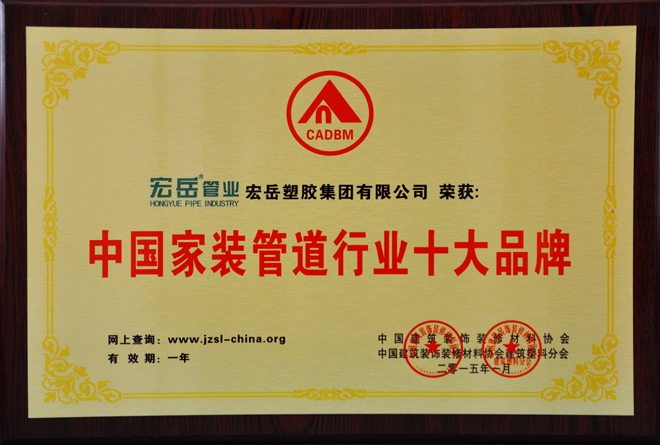 CADBM
宏岳®管业 宏岳塑胶集团有限公司 荣获:
HONGYUE PIPE INDUSTRY
中国家装管道行业十大品牌
网上查询: www.jzsl-china.org
有 效 期: 一年
中国建筑装饰装修材料协会
中国建筑装饰装修材料协会建筑塑料分会
二零一五年一月